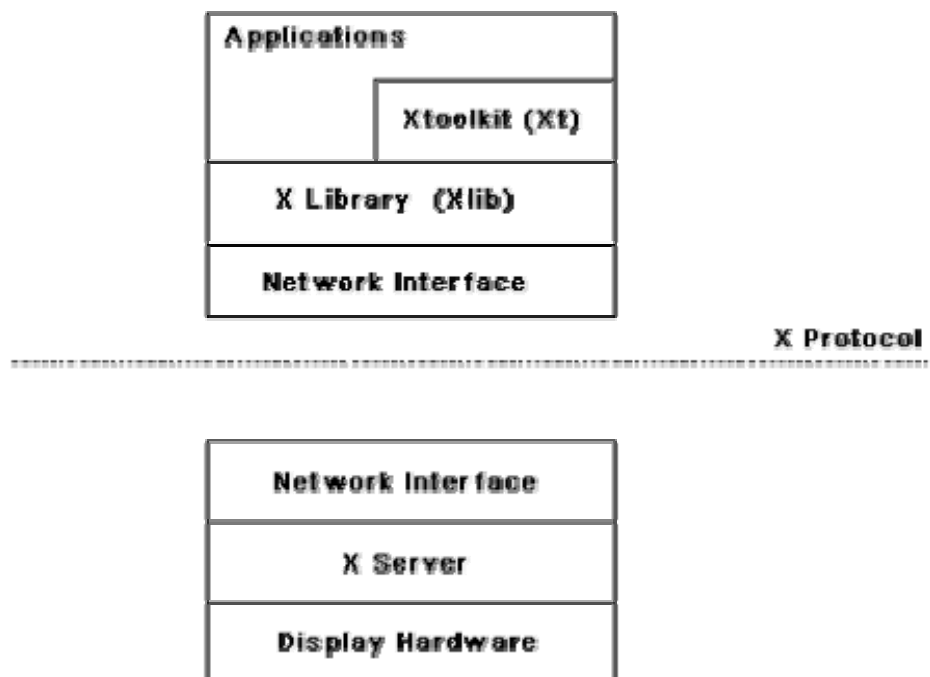 Applications
Xtoolkit (Xt)
X Library (Xlib)
Network Interface
X Protocol
Network Interface
X Server
Display Hardware